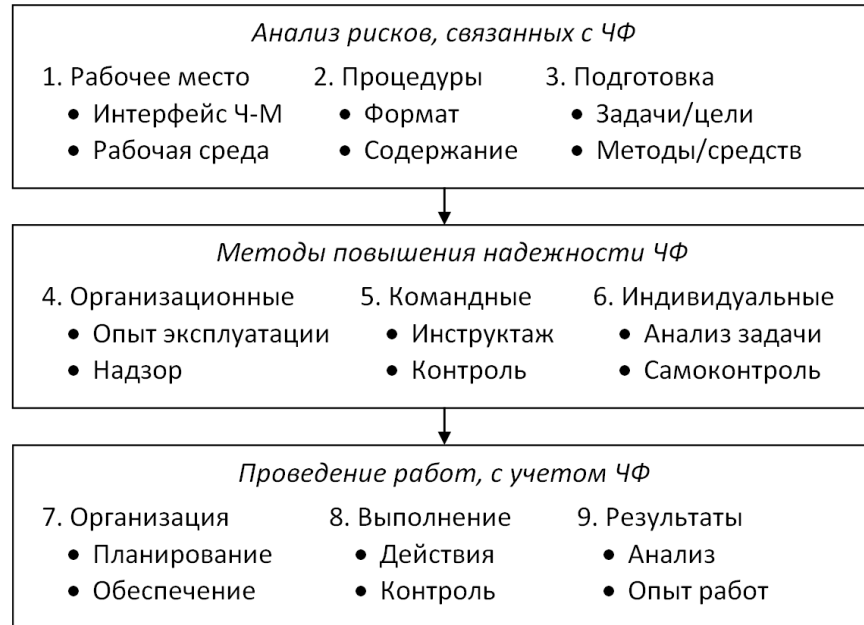 Анализ рисков, связанных с ЧФ
1. Рабочее место 2. Процедуры 3. Подготовка
• Интерфейс Ч-М • Формат • Задачи/цели
• Рабочая среда • Содержание • Методы/средств
Методы повышения надежности ЧФ
4. Организационные 5. Командные 6. Индивидуальные
• Опыт эксплуатации • Инструктаж • Анализ задачи
• Надзор • Контроль • Самоконтроль
Проведение работ, с учетом ЧФ
7. Организация 8. Выполнение 9. Результаты
• Планирование • Действия • Анализ
• Обеспечение • Контроль • Опыт работ